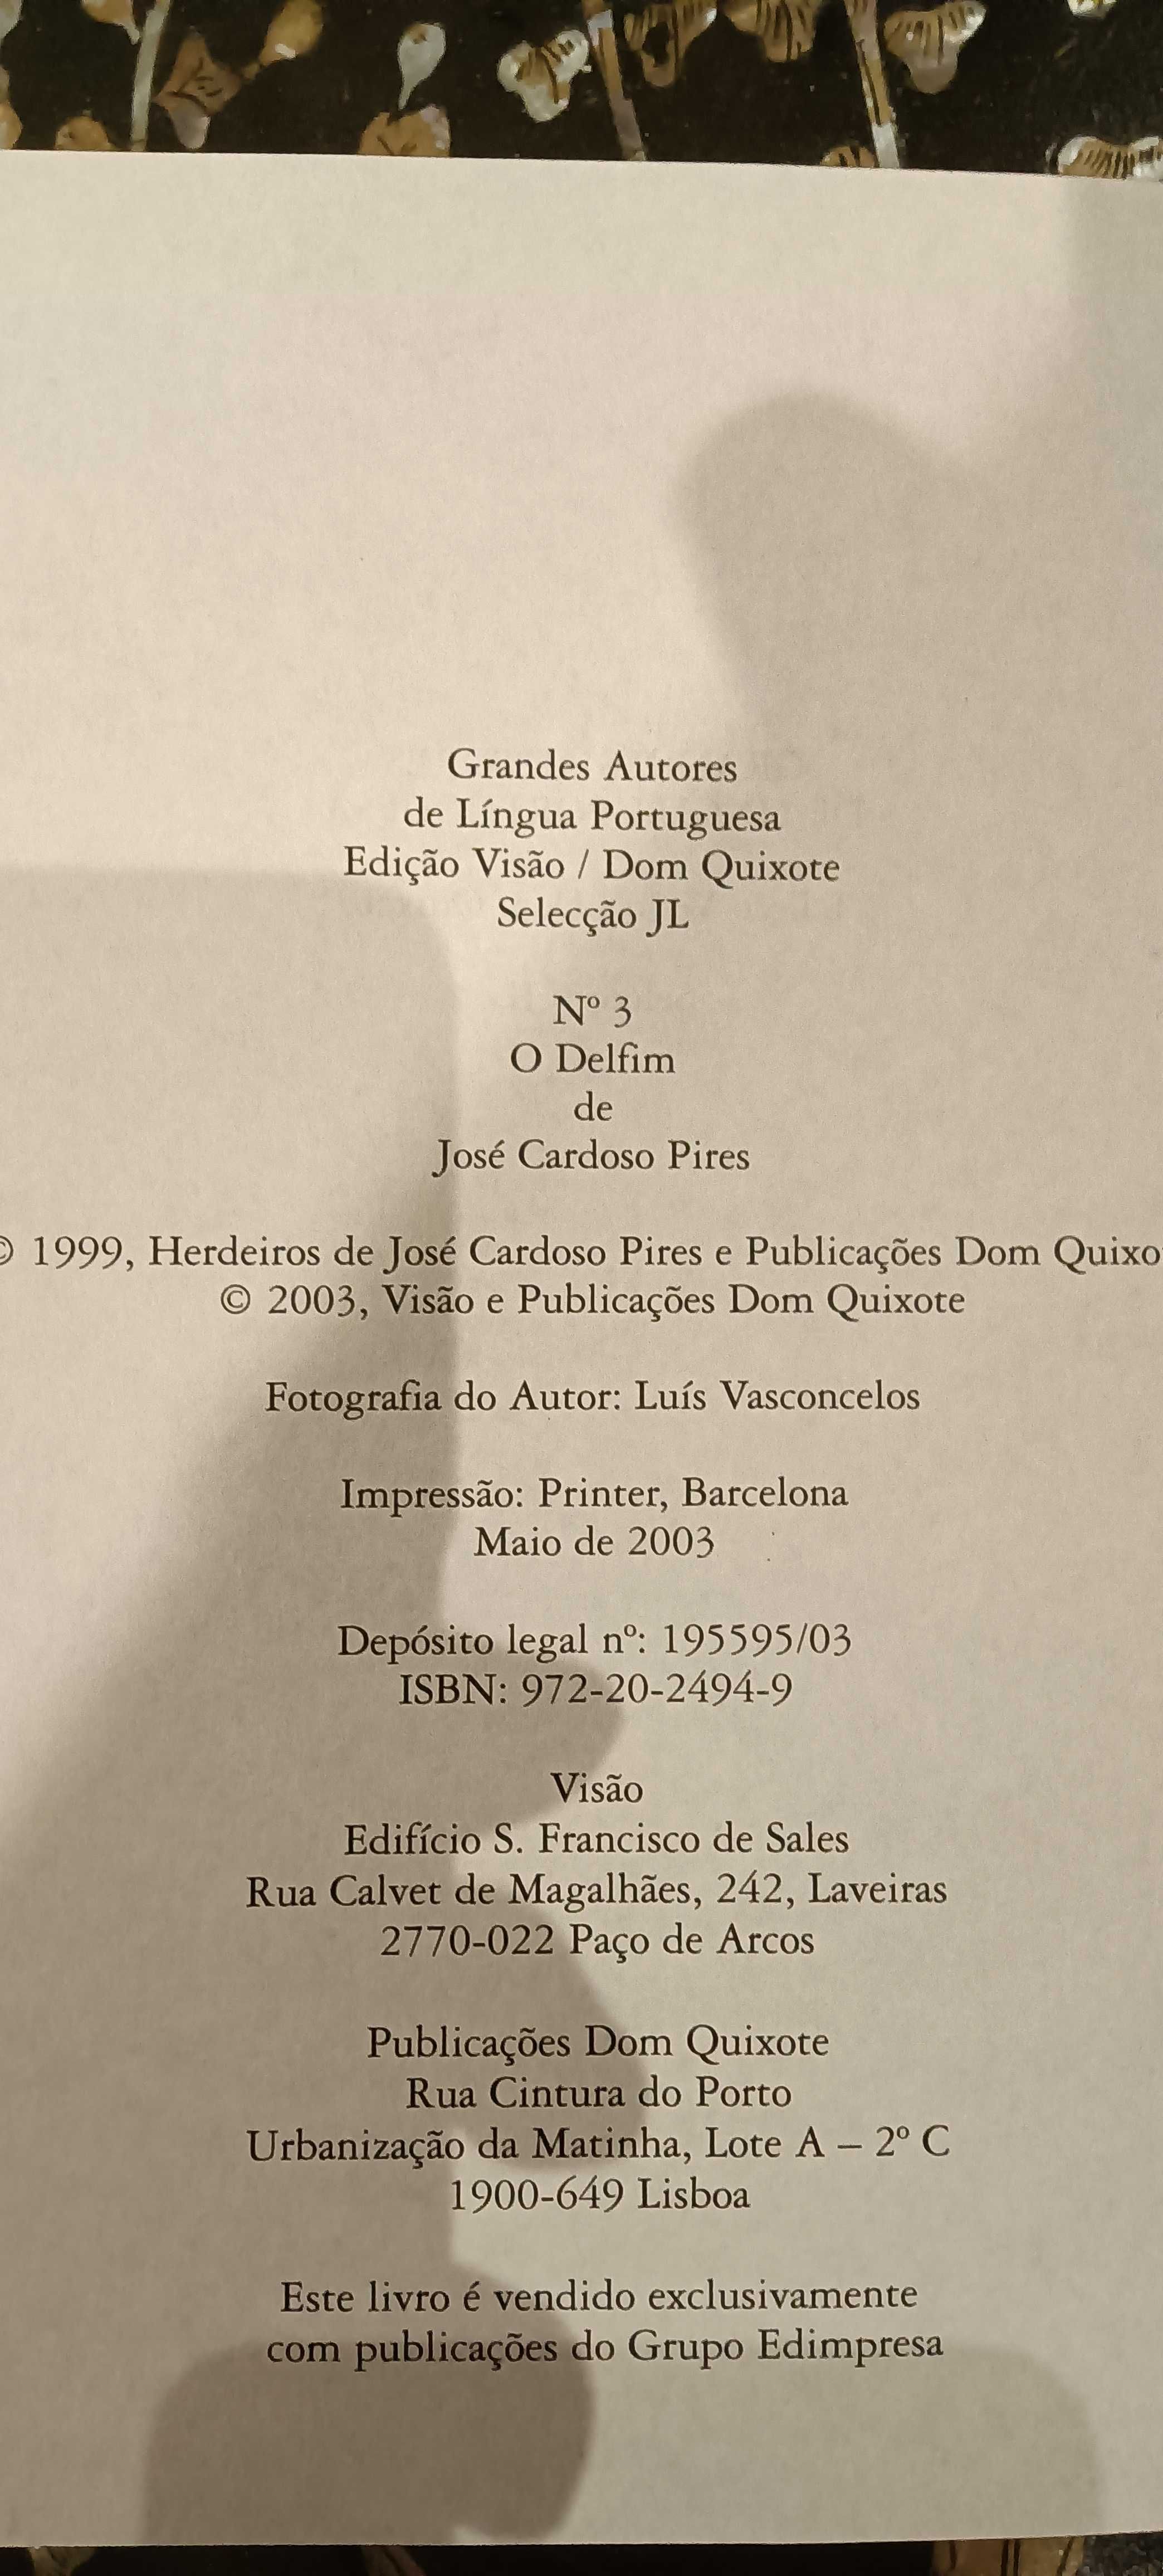 Grandes Autores
de Língua Portuguesa
Edição Visão / Dom Quixote
Selecção JL
Nº 3
O Delfim
de
José Cardoso Pires
© 1999, Herdeiros de José Cardoso Pires e Publicações Dom Quixo
© 2003, Visão e Publicações Dom Quixote
Fotografia do Autor: Luís Vasconcelos
Impressão: Printer, Barcelona
Maio de 2003
Depósito legal nº: 195595/03
ISBN: 972-20-2494-9
Visão
Edifício S. Francisco de Sales
Rua Calvet de Magalhães, 242, Laveiras
2770-022 Paço de Arcos
Publicações Dom Quixote
Rua Cintura do Porto
Urbanização da Matinha, Lote A – 2º C
1900-649 Lisboa
Este livro é vendido exclusivamente
com publicações do Grupo Edimpresa